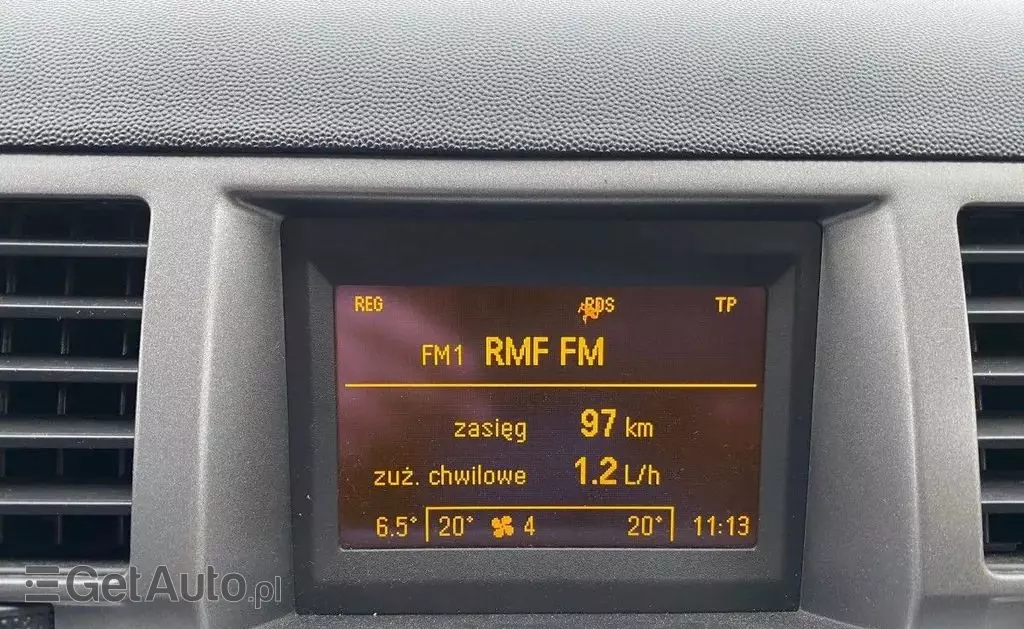 REG RDS TP
FM1 RMF FM
zasięg 97 km
zuż. chwilowe 1.2 L/h
6.5° 20° 4 20° 11:13
GetAuto.pl